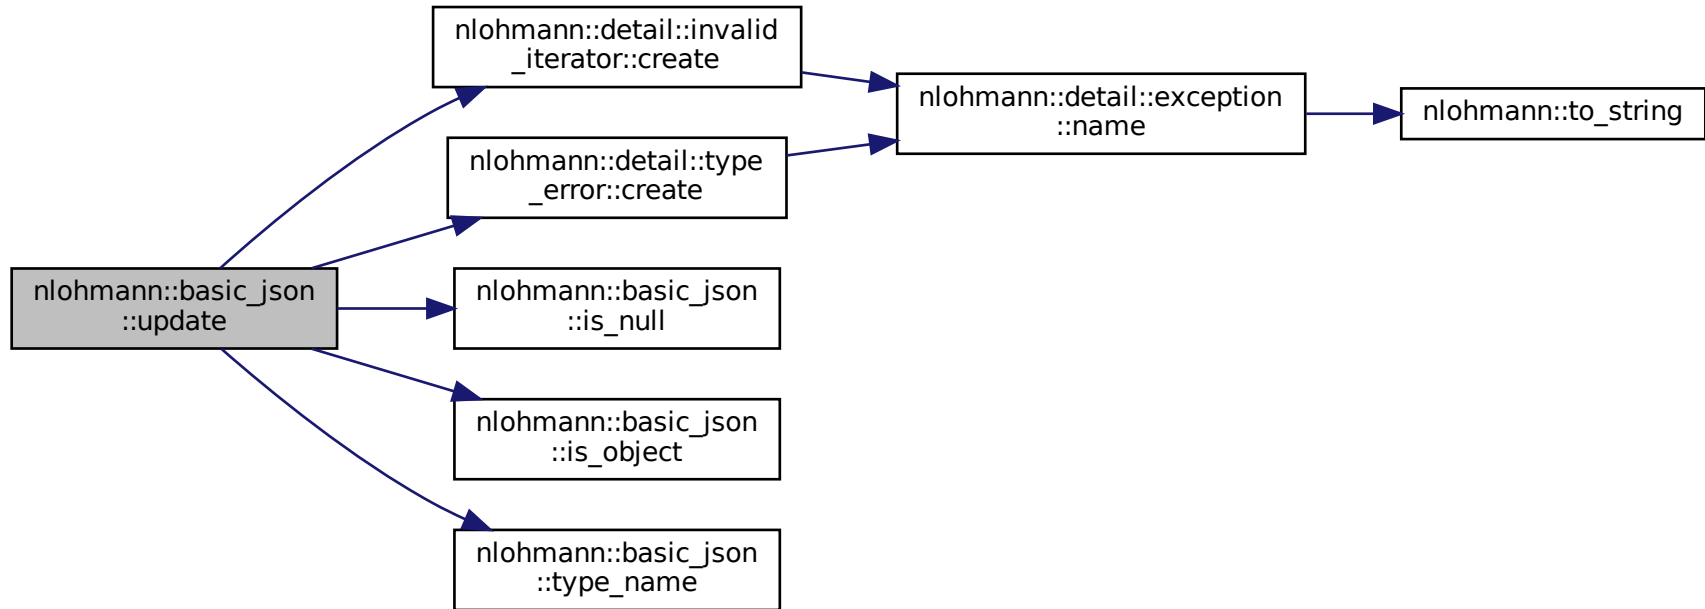 nlohmann::basic_json
::update
nlohmann::detail::invalid
_iterator::create
nlohmann::detail::type
_error::create
nlohmann::basic_json
::is_null
nlohmann::basic_json
::is_object
nlohmann::basic_json
::type_name
nlohmann::detail::exception
::name
nlohmann::to_string